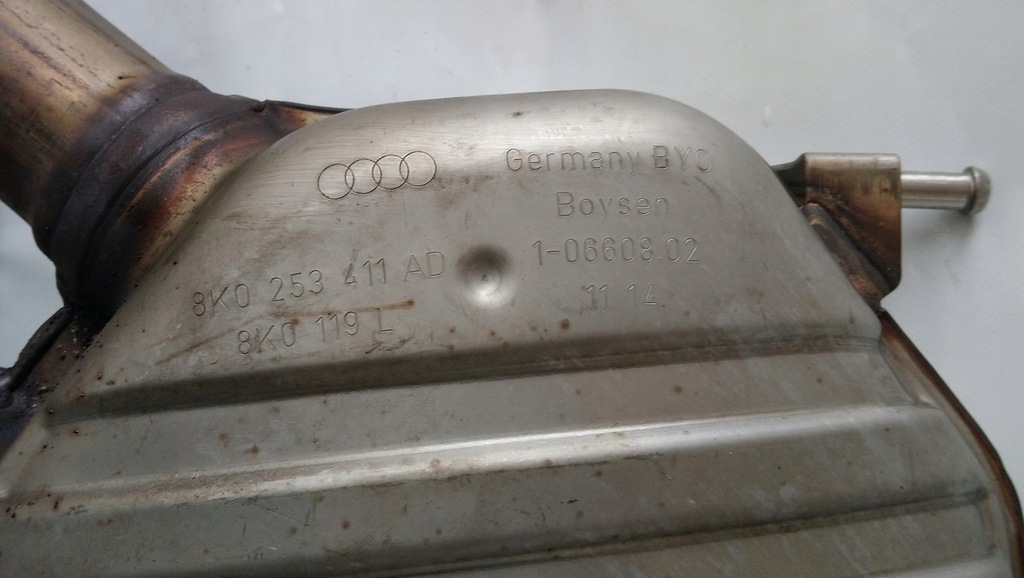 Germany BYS
Boysen
8K0 253 411 AD
1-06608.02
8K0 119 L
11 14